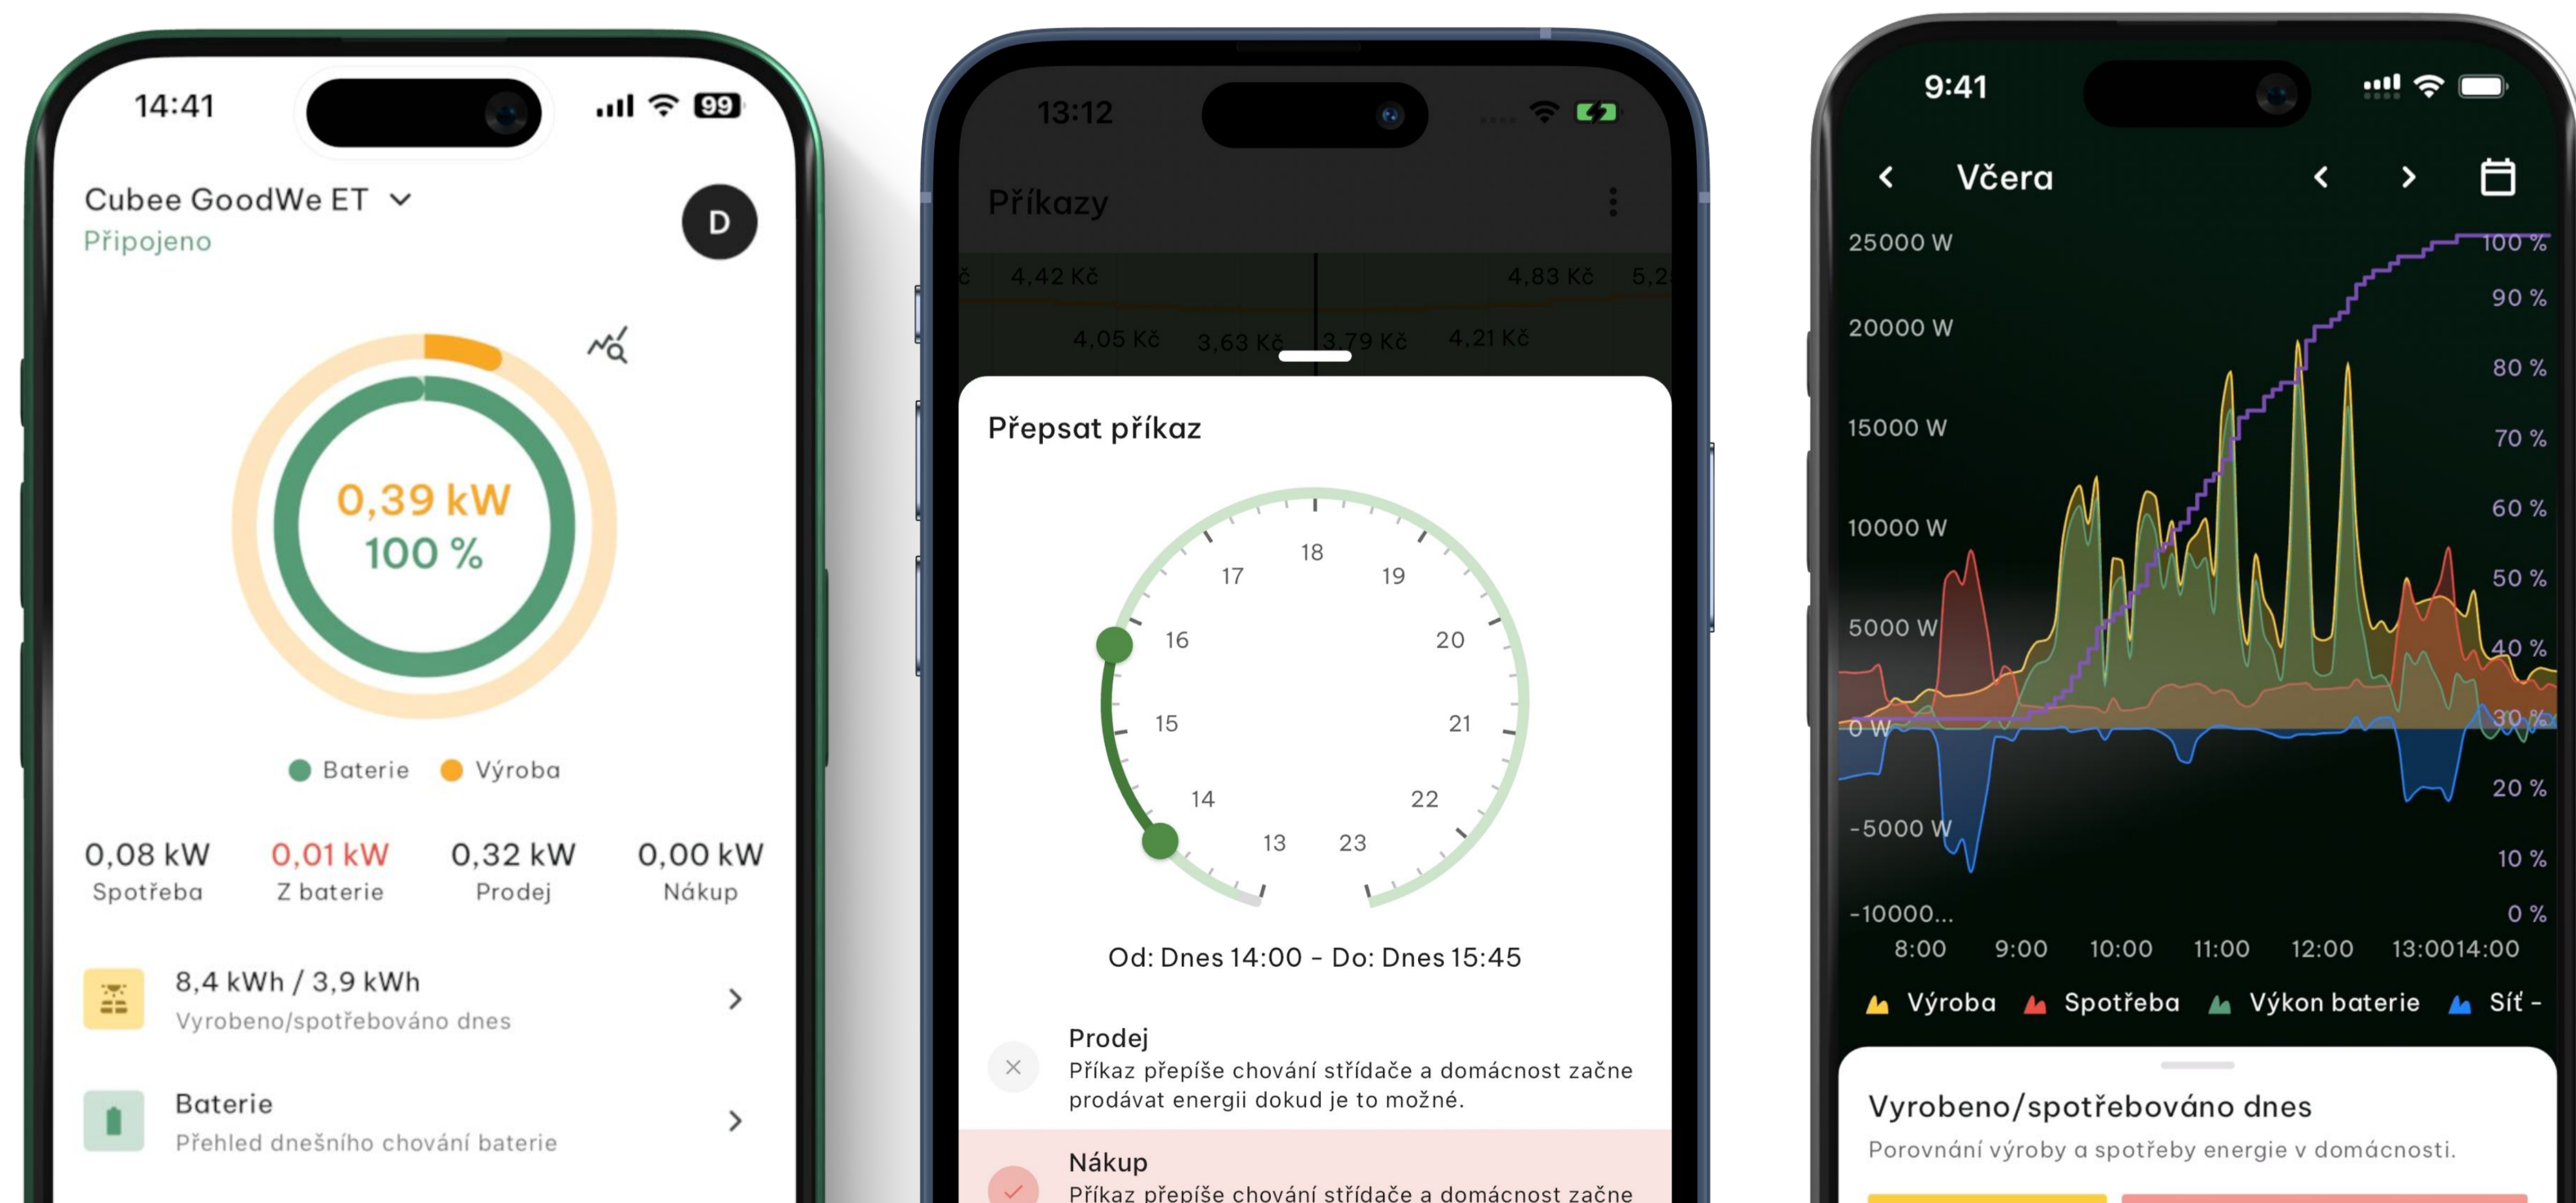 14:41
99
Cubee GoodWe ET
Připojeno
D
0,39 kW
100 %
Baterie
Výroba
0,08 kW
0,01 kW
0,32 kW
0,00 kW
Spotřeba
Z baterie
Prodej
Nákup
8,4 kWh / 3,9 kWh
Vyrobeno/spotřebováno dnes
Baterie
Přehled dnešního chování baterie
13:12
Příkazy
č
4,42 Kč
4,83 Kč
5,2
4,05 Kč
3,63 Kč
3,79 Kč
4,21 Kč
Přepsat příkaz
18
17
19
16
20
15
21
14
22
13
23
Od: Dnes 14:00 - Do: Dnes 15:45
Prodej
Příkaz přepíše chování střídače a domácnost začne
prodávat energii dokud je to možné.
Nákup
Příkaz přepíše chování střídače a domácnost začne
9:41
Včera
25000 W
100 %
90 %
20000 W
80 %
15000 W
70 %
60 %
10000 W
50 %
5000 W
40 %
0 W
30 %
20 %
-5000 W
10 %
-10000...
0 %
8:00
9:00
10:00
11:00
12:00
13:00
14:00
Výroba
Spotřeba
Výkon baterie
Síť -
Vyrobeno/spotřebováno dnes
Porovnání výroby a spotřeby energie v domácnosti.